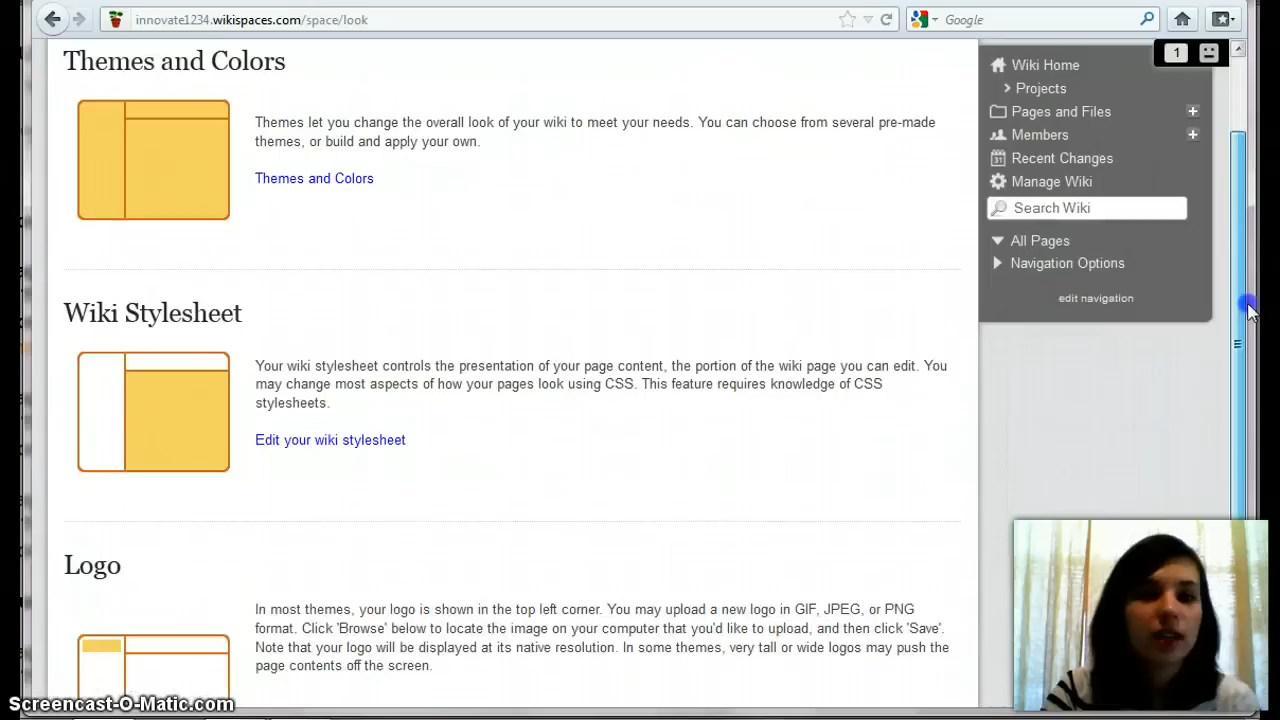 innovate1234.wikispaces.com/space/look
Google
1
Themes and Colors
Themes let you change the overall look of your wiki to meet your needs. You can choose from several pre-made
themes, or build and apply your own.
Themes and Colors
Wiki Stylesheet
Your wiki stylesheet controls the presentation of your page content, the portion of the wiki page you can edit. You
may change most aspects of how your pages look using CSS. This feature requires knowledge of CSS
stylesheets.
Edit your wiki stylesheet
Logo
In most themes, your logo is shown in the top left corner. You may upload a new logo in GIF, JPEG, or PNG
format. Click 'Browse' below to locate the image on your computer that you'd like to upload, and then click 'Save'.
Note that your logo will be displayed at its native resolution. In some themes, very tall or wide logos may push the
page contents off the screen.
Wiki Home
Projects
Pages and Files
Members
31
Recent Changes
Manage Wiki
Search Wiki
All Pages
Navigation Options
edit navigation
Screencast-O-Matic.com